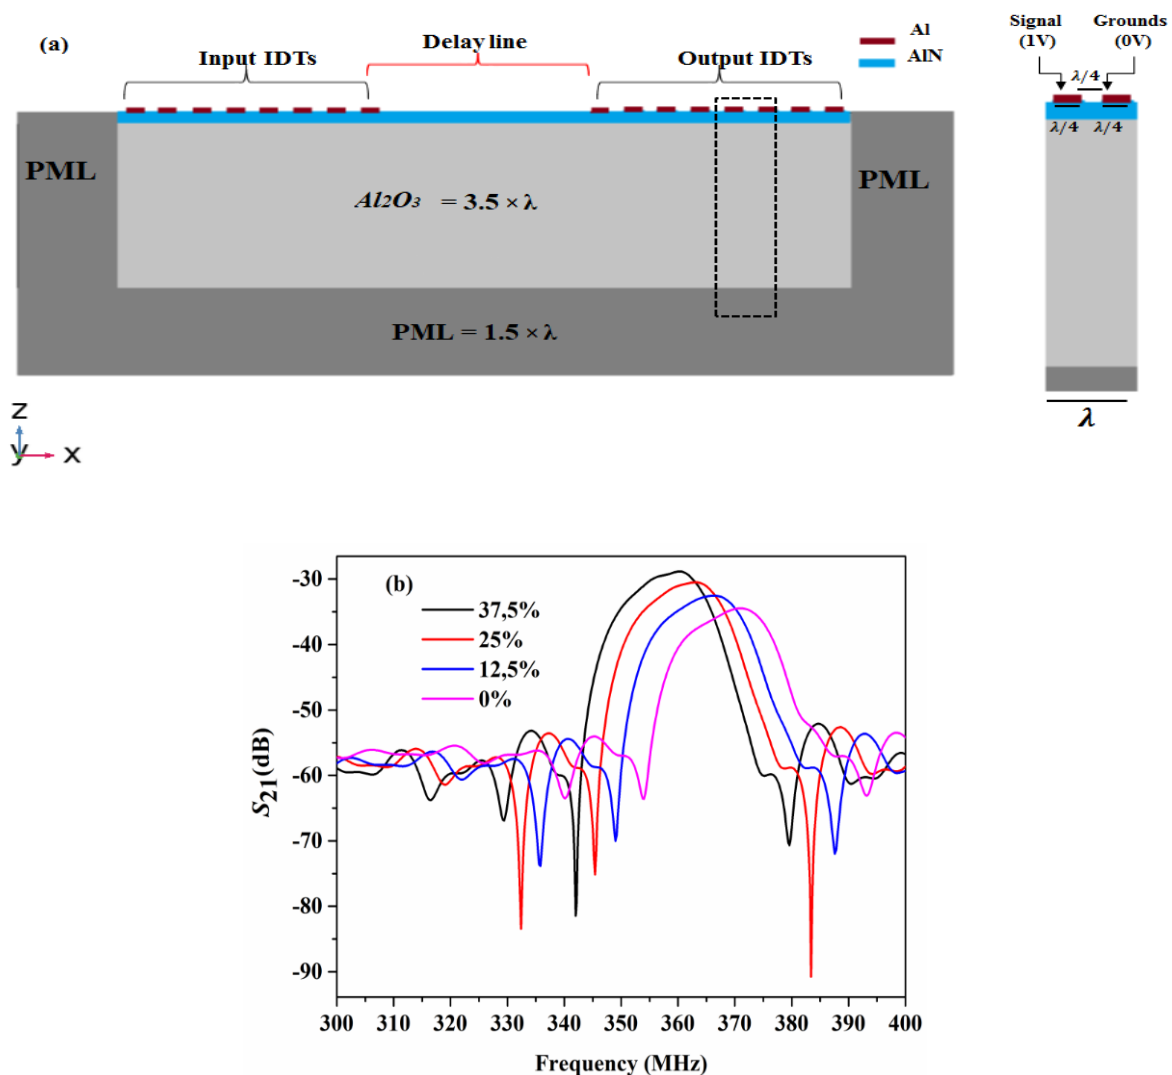 (a)
Input IDTs
Delay line
Output IDTs
Al
AlN
PML
Al2O3 = 3.5 × λ
PML
PML = 1.5 × λ
z
y
x
Signal
(1V)
Grounds
(0V)
λ/4
λ/4 λ/4
λ
(b)
37,5%
25%
12,5%
0%
S21(dB)
-30
-40
-50
-60
-70
-80
-90
300 310 320 330 340 350 360 370 380 390 400
Frequency (MHz)